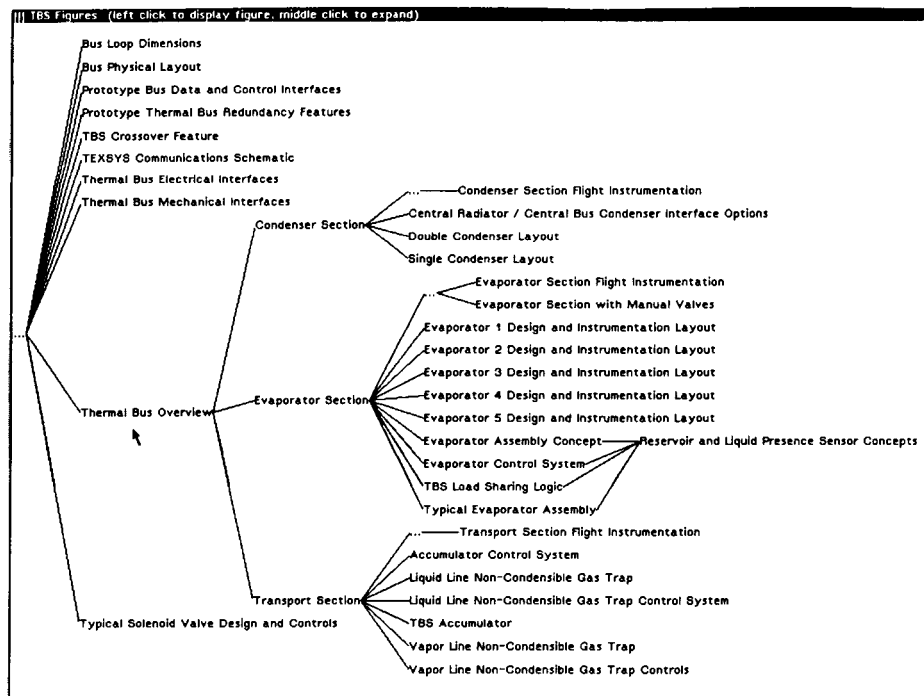 TBS Figures (left click to display figure, middle click to expand)
Bus Loop Dimensions
Bus Physical Layout
Prototype Bus Data and Control Interfaces
Prototype Thermal Bus Redundancy Features
TBS Crossover Feature
TEXSYS Communications Schematic
Thermal Bus Electrical Interfaces
Thermal Bus Mechanical Interfaces
...
Thermal Bus Overview
Typical Solenoid Valve Design and Controls
Condenser Section
... Condenser Section Flight Instrumentation
Central Radiator / Central Bus Condenser Interface Options
Double Condenser Layout
Single Condenser Layout
Evaporator Section
...
Evaporator Section Flight Instrumentation
Evaporator Section with Manual Valves
Evaporator 1 Design and Instrumentation Layout
Evaporator 2 Design and Instrumentation Layout
Evaporator 3 Design and Instrumentation Layout
Evaporator 4 Design and Instrumentation Layout
Evaporator 5 Design and Instrumentation Layout
Evaporator Assembly Concept
Evaporator Control System
TBS Load Sharing Logic
Typical Evaporator Assembly
Reservoir and Liquid Presence Sensor Concepts
Transport Section
... Transport Section Flight Instrumentation
Accumulator Control System
Liquid Line Non-Condensible Gas Trap
Liquid Line Non-Condensible Gas Trap Control System
TBS Accumulator
Vapor Line Non-Condensible Gas Trap
Vapor Line Non-Condensible Gas Trap Controls